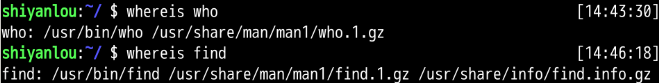 shiyanlou:~/ $ whereis who [14:43:30]
who: /usr/bin/who /usr/share/man/man1/who.1.gz
shiyanlou:~/ $ whereis find [14:46:18]
find: /usr/bin/find /usr/share/man/man1/find.1.gz /usr/share/info/find.info.gz